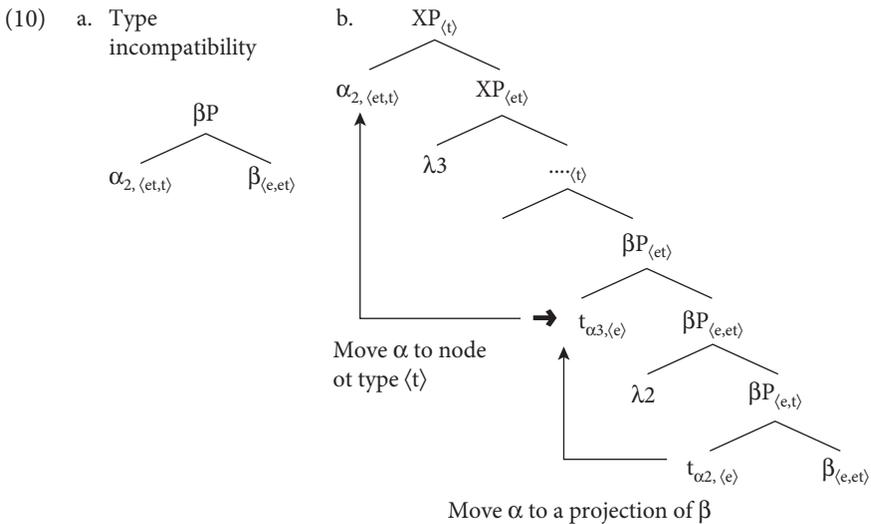 (10) a. Type incompatibility
βP
α2, ⟨et,t⟩ β⟨e,et⟩
b. XP⟨t⟩
α2, ⟨et,t⟩ XP⟨et⟩
λ3 ....⟨t⟩
βP⟨et⟩
tα3,⟨e⟩ βP⟨e,et⟩
Move α to node
ot type ⟨t⟩
λ2 βP⟨e,t⟩
tα2, ⟨e⟩ β⟨e,et⟩
Move α to a projection of β